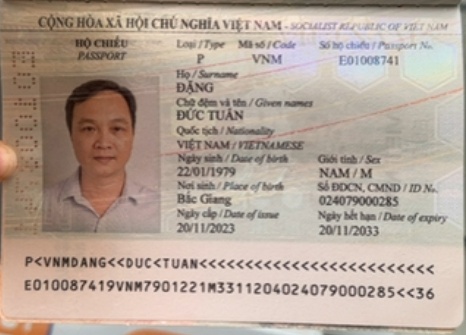 CỘNG HÒA XÃ HỘI CHỦ NGHĨA VIỆT NAM - SOCIALIST REPUBLIC OF VIET NAM
HỘ CHIẾU
PASSPORT
Loại / Type Mã số / Code Số hộ chiếu / Passport No.
P VNM E01008741
Họ / Surname
ĐẶNG
Chữ đệm và tên / Given names
ĐỨC TUẤN
Quốc tịch / Nationality
VIỆT NAM / VIETNAMESE
Ngày sinh / Date of birth Giới tính / Sex
22/01/1979 NAM / M
Nơi sinh / Place of birth Số ĐDCN, CMND / ID No.
Bắc Giang 024079000285
Ngày cấp / Date of issue Ngày hết hạn / Date of expiry
20/11/2023 20/11/2033
P<VNMDANG<<DUC<TUAN<<<<<<<<<<<<<<<<<<<<<<<<<
E010087419VNM7901221M3311204024079000285<<36